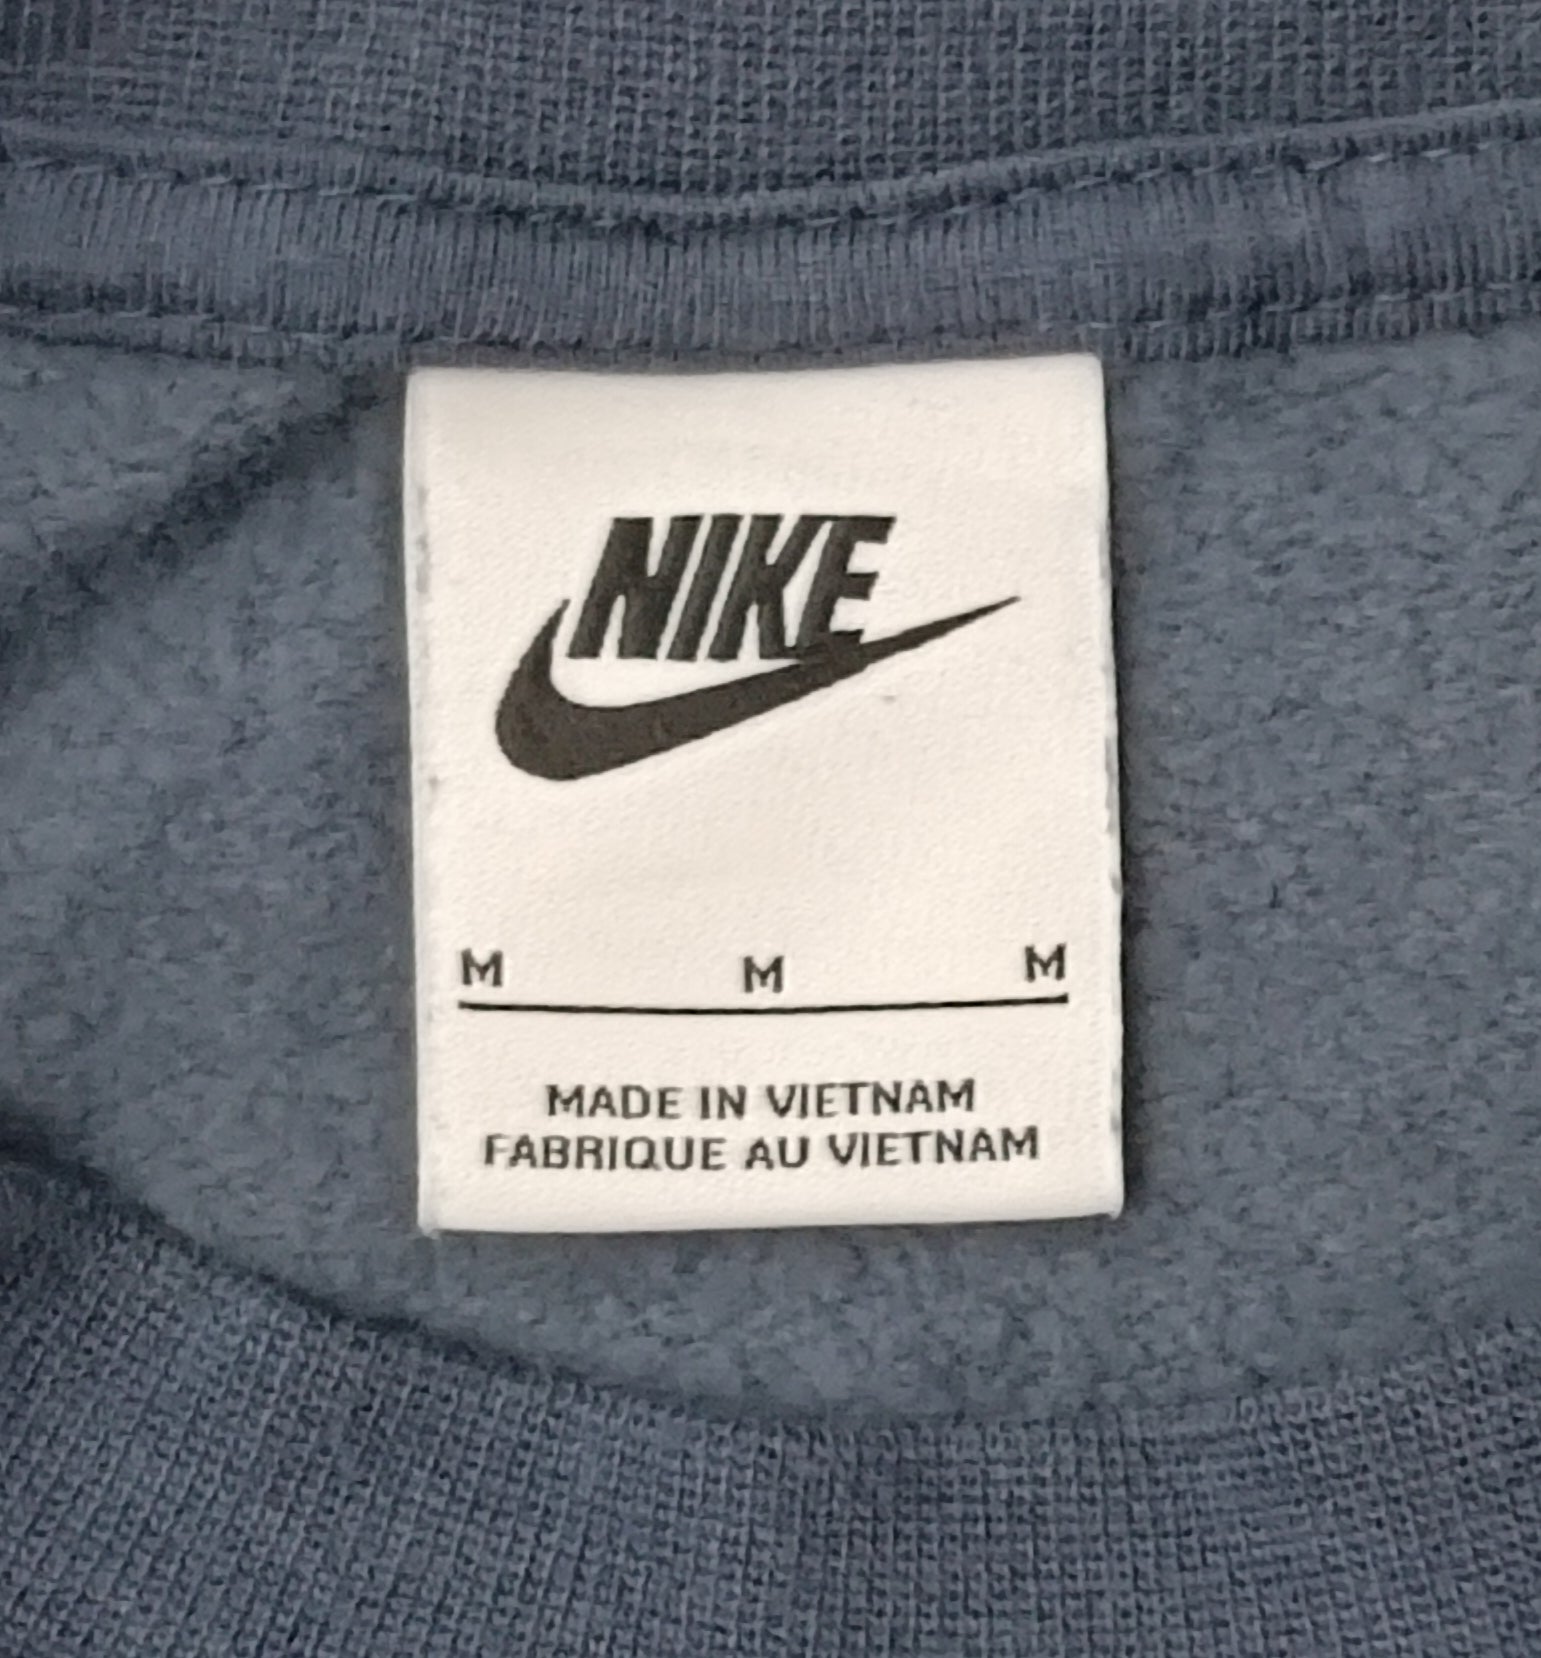 NIKE
M M M
MADE IN VIETNAM
FABRIQUE AU VIETNAM